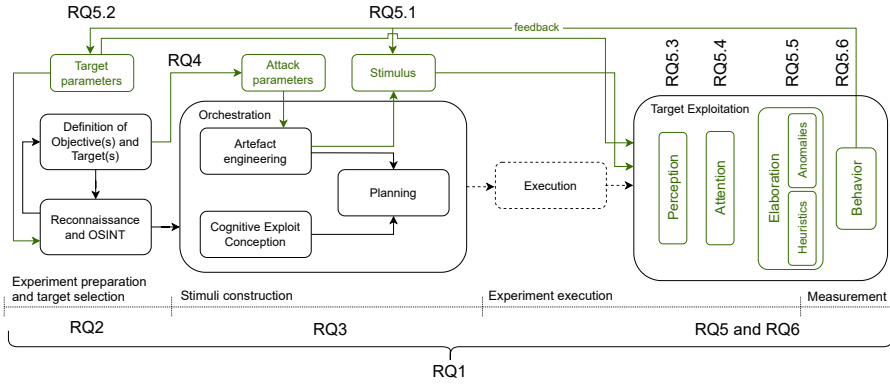 RQ5.2
RQ5.1
feedback
RQ5.3
RQ5.4
RQ5.5
RQ5.6
Target
parameters
RQ4
Attack
parameters
Stimulus
Orchestration
Target Exploitation
Definition of
Objective(s) and
Target(s)
Artefact
engineering
Planning
Execution
Perception
Attention
Elaboration
Anomalies
Heuristics
Behavior
Reconnaissance
and OSINT
Cognitive Exploit
Conception
Experiment preparation
and target selection
Stimuli construction
Experiment execution
Measurement
RQ2
RQ3
RQ5 and RQ6
RQ1